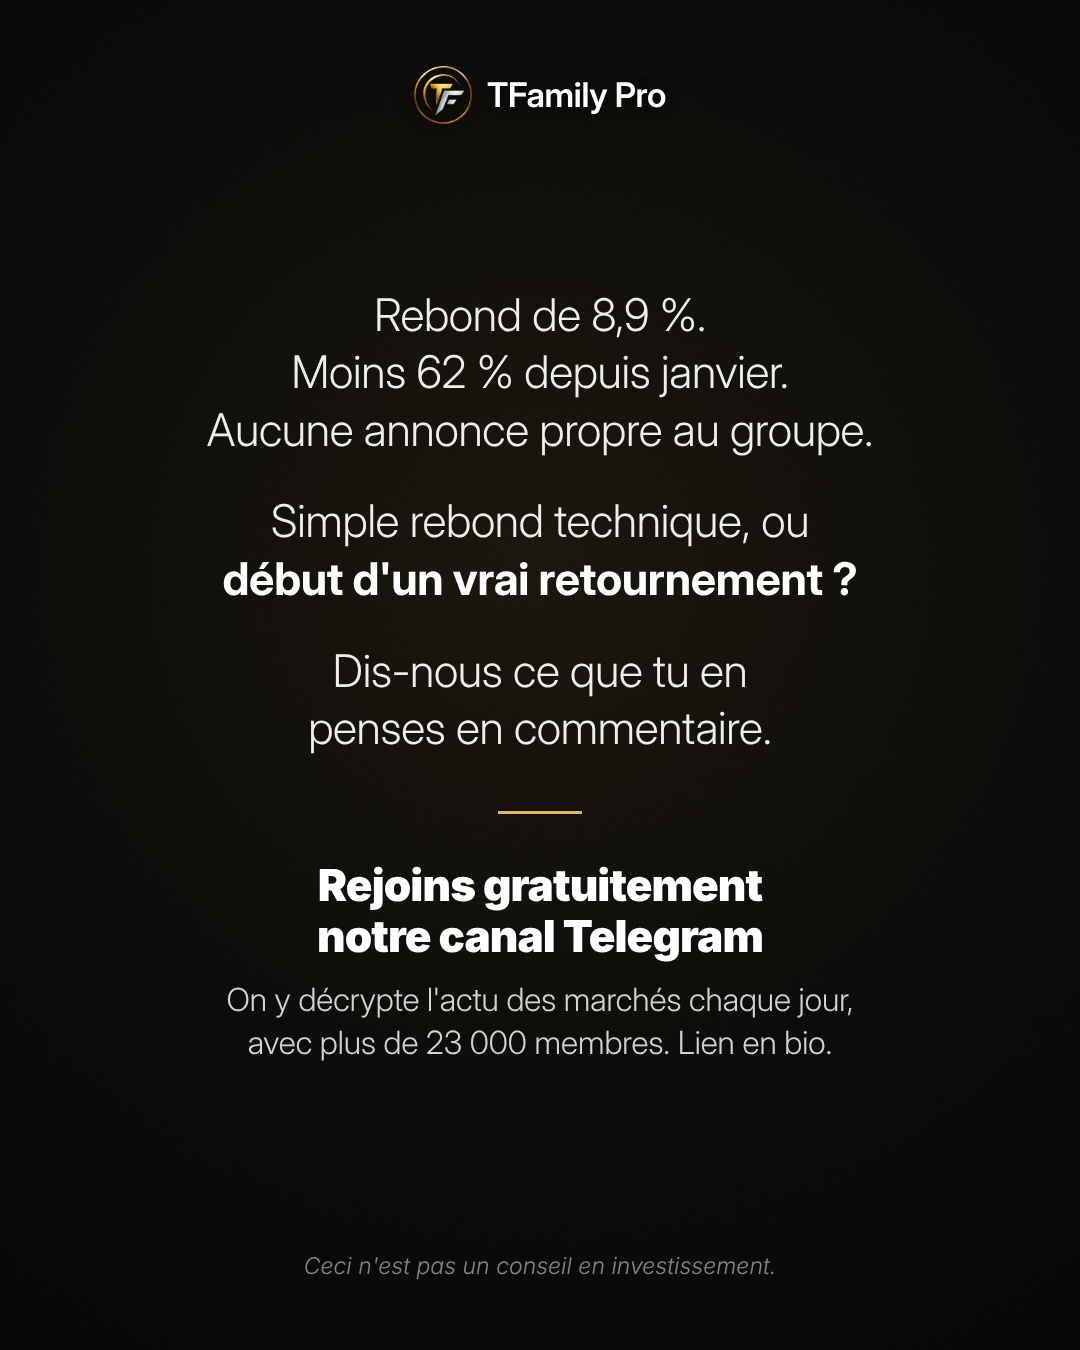 TF TFamily Pro
Rebond de 8,9 %.
Moins 62 % depuis janvier.
Aucune annonce propre au groupe.
Simple rebond technique, ou
début d'un vrai retournement ?
Dis-nous ce que tu en
penses en commentaire.
Rejoins gratuitement
notre canal Telegram
On y décrypte l'actu des marchés chaque jour,
avec plus de 23 000 membres. Lien en bio.
Ceci n'est pas un conseil en investissement.